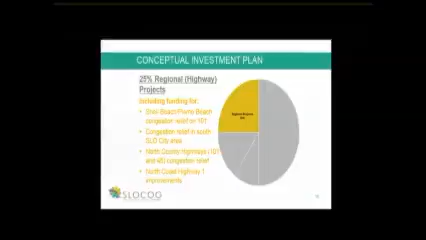 CONCEPTUAL INVESTMENT PLAN
25% Regional (Highway)
Projects
Including funding for:
Shell Beach/Pismo Beach
congestion relief on 101
Congestion relief in south
SLO City area
North County Highways (101
and 46) congestion relief
North Coast Highway 1
improvements
Regional Projects
SLOCOG